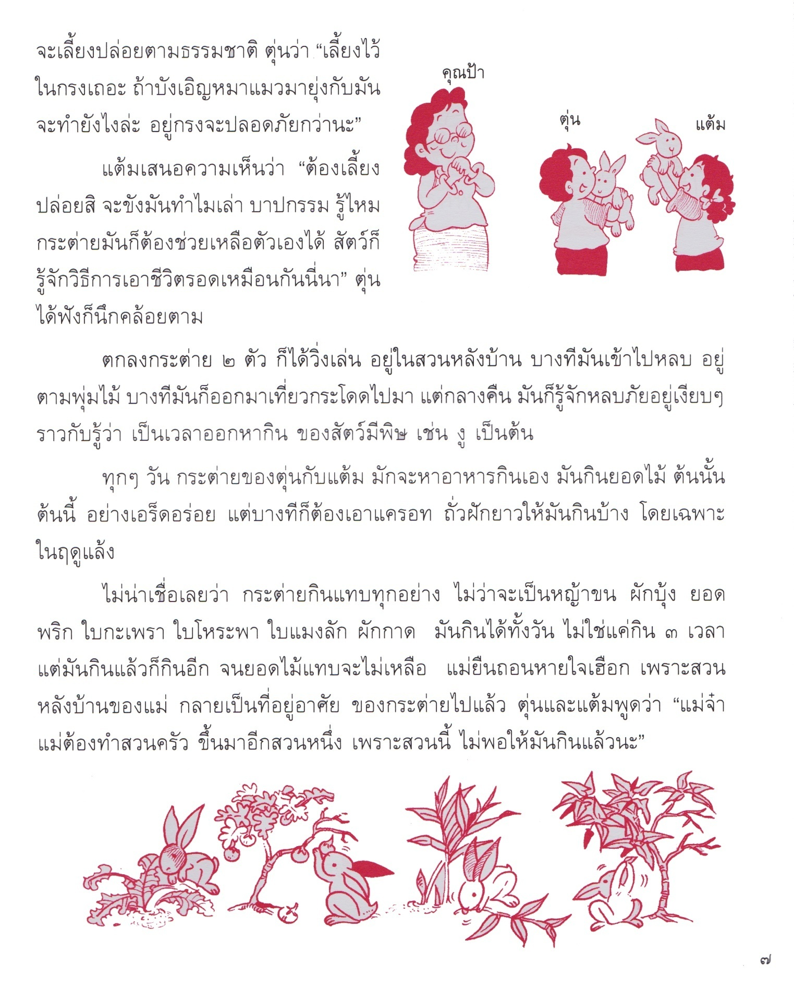 จะเลี้ยงปล่อยตามธรรมชาติ ตุ่นว่า “เลี้ยงไว้
ในกรงเถอะ ถ้าบังเอิญหมาแมวมายุ่งกับมัน
จะทำยังไงล่ะ อยู่กรงจะปลอดภัยกว่านะ”
คุณป้า
ตุ่น
แต้ม
แต้มเสนอความเห็นว่า “ต้องเลี้ยง
ปล่อยสิ จะขังมันทำไมเล่า บาปกรรม รู้ไหม
กระต่ายมันก็ต้องช่วยเหลือตัวเองได้ สัตว์ก็
รู้จักวิธีการเอาชีวิตรอดเหมือนกันนี่นา” ตุ่น
ได้ฟังก็นึกคล้อยตาม
ตกลงกระต่าย ๒ ตัว ก็ได้วิ่งเล่น อยู่ในสวนหลังบ้าน บางทีมันเข้าไปหลบ อยู่
ตามพุ่มไม้ บางทีมันก็ออกมาเที่ยวกระโดดไปมา แต่กลางคืน มันก็รู้จักหลบภัยอยู่เงียบๆ
ราวกับรู้ว่า เป็นเวลาออกหากิน ของสัตว์มีพิษ เช่น งู เป็นต้น
ทุกๆ วัน กระต่ายของตุ่นกับแต้ม มักจะหาอาหารกินเอง มันกินยอดไม้ ต้นนั้น
ต้นนี้ อย่างเอร็ดอร่อย แต่บางทีก็ต้องเอาแครอท ถั่วฝักยาวให้มันกินบ้าง โดยเฉพาะ
ในฤดูแล้ง
ไม่น่าเชื่อเลยว่า กระต่ายกินแทบทุกอย่าง ไม่ว่าจะเป็นหญ้าขน ผักบุ้ง ยอด
พริก ใบกะเพรา ใบโหระพา ใบแมงลัก ผักกาด มันกินได้ทั้งวัน ไม่ใช่แค่กิน ๓ เวลา
แต่มันกินแล้วก็กินอีก จนยอดไม้แทบจะไม่เหลือ แม่ยืนถอนหายใจเฮือก เพราะสวน
หลังบ้านของแม่ กลายเป็นที่อยู่อาศัย ของกระต่ายไปแล้ว ตุ่นและแต้มพูดว่า “แม่จ๋า
แม่ต้องทำสวนครัว ขึ้นมาอีกสวนหนึ่ง เพราะสวนนี้ ไม่พอให้มันกินแล้วนะ”
๗